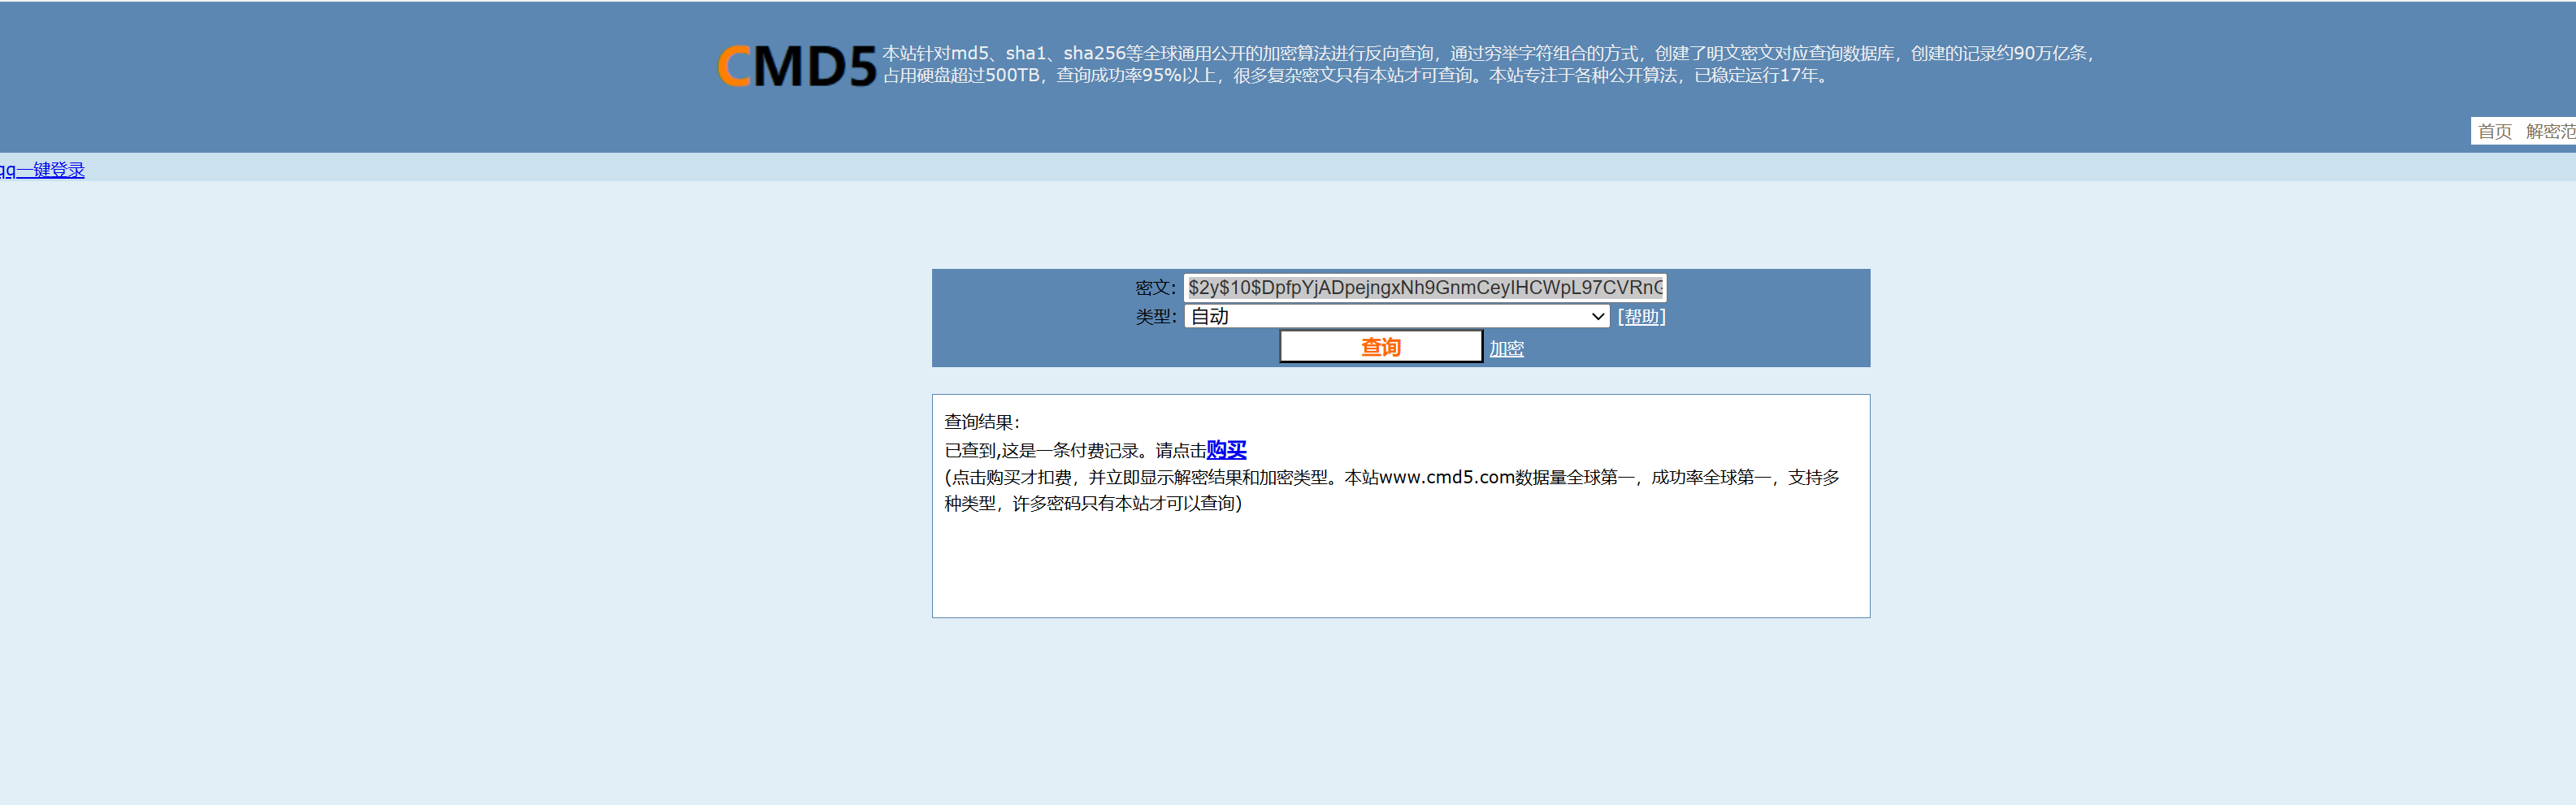 CMD5 本站针对md5、sha1、sha256等全球通用公开的加密算法进行反向查询，通过穷举字符组合的方式，创建了明文密文对应查询数据库，创建的记录约90万亿条，
占用硬盘超过500TB，查询成功率95%以上，很多复杂密文只有本站才可查询。本站专注于各种公开算法，已稳定运行17年。
首页 解密范
qq一键登录
密文： $2y$10$DpfpYjADpejngxNh9GnmCeyIHCWpL97CVRnG
类型： 自动 [帮助]
查询 加密
查询结果：
已查到,这是一条付费记录。请点击购买
(点击购买才扣费，并立即显示解密结果和加密类型。本站www.cmd5.com数据量全球第一，成功率全球第一，支持多
种类型，许多密码只有本站才可以查询)